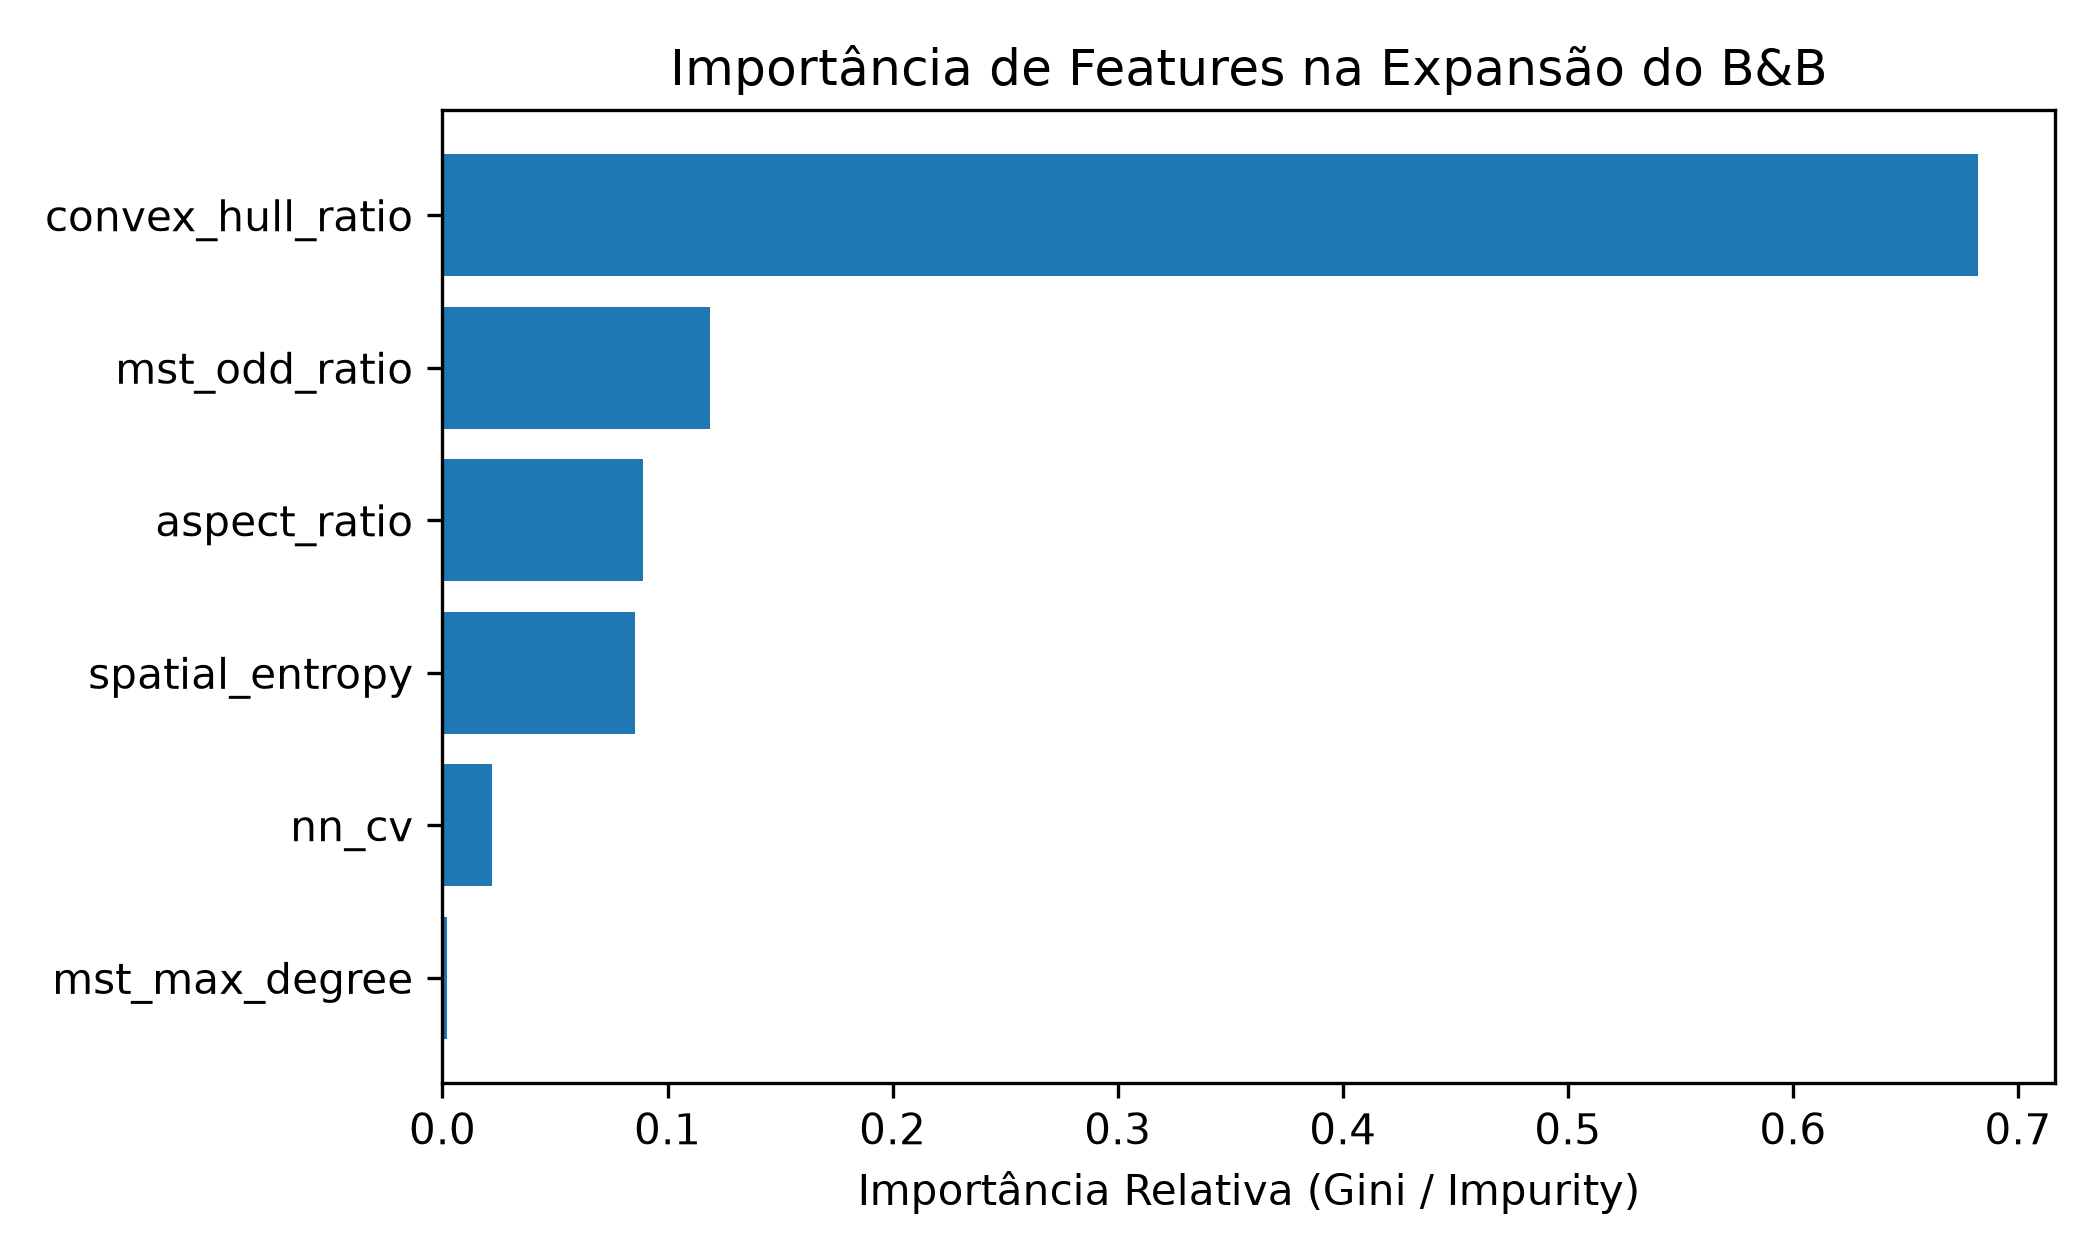 Importância de Features na Expansão do B&B
convex_hull_ratio
mst_odd_ratio
aspect_ratio
spatial_entropy
nn_cv
mst_max_degree
0.0 0.1 0.2 0.3 0.4 0.5 0.6 0.7
Importância Relativa (Gini / Impurity)